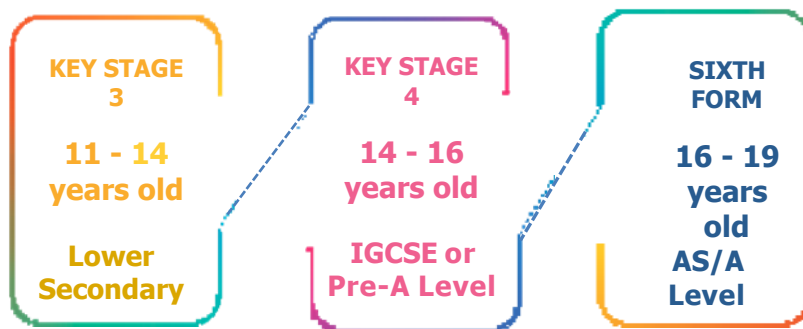 KEY STAGE
3
11 - 14
years old
Lower
Secondary
KEY STAGE
4
14 - 16
years old
IGCSE or
Pre-A Level
SIXTH
FORM
16 - 19
years
old
AS/A
Level